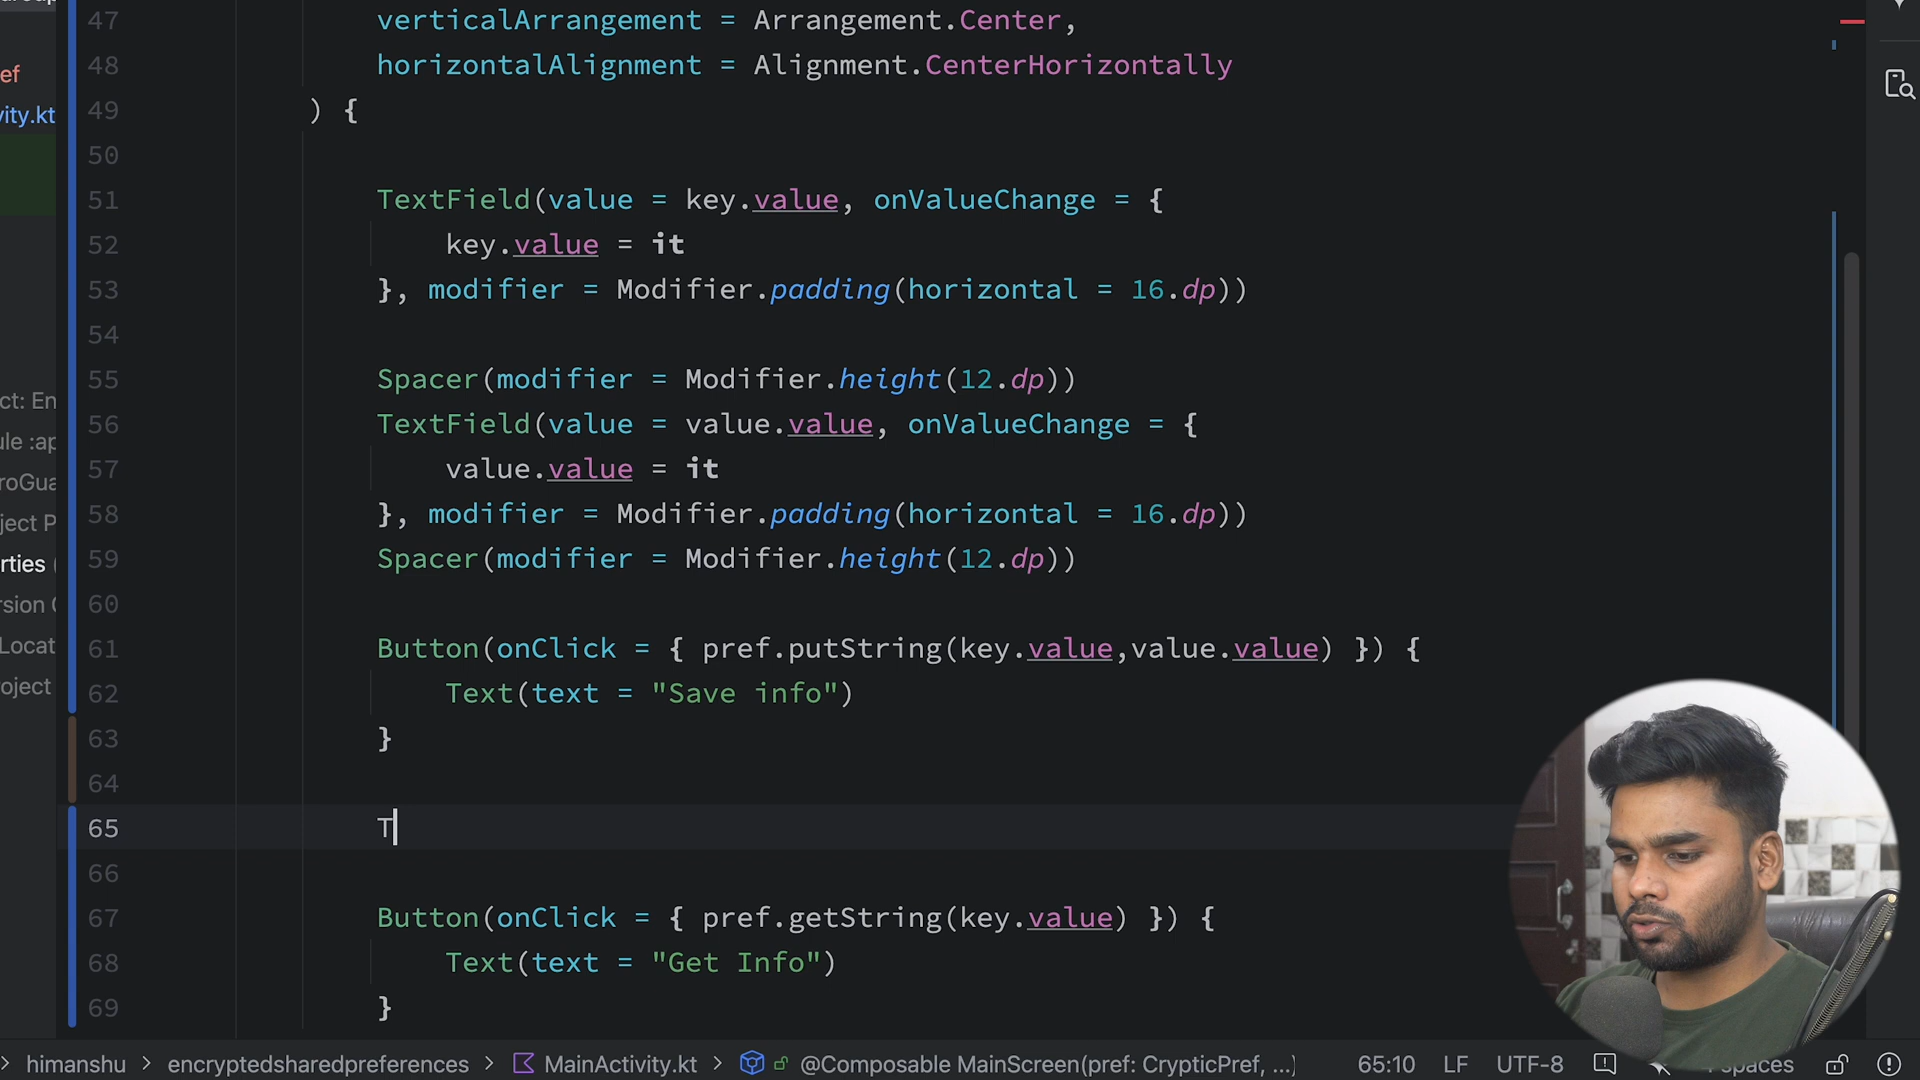 47 verticalArrangement = Arrangement.Center,
48 horizontalAlignment = Alignment.CenterHorizontally
49 ) {
50
51 TextField(value = key.value, onValueChange = {
52 key.value = it
53 }, modifier = Modifier.padding(horizontal = 16.dp))
54
55 Spacer(modifier = Modifier.height(12.dp))
56 TextField(value = value.value, onValueChange = {
57 value.value = it
58 }, modifier = Modifier.padding(horizontal = 16.dp))
59 Spacer(modifier = Modifier.height(12.dp))
60
61 Button(onClick = { pref.putString(key.value,value.value) }) {
62 Text(text = "Save info")
63 }
64
65 T
66
67 Button(onClick = { pref.getString(key.value) }) {
68 Text(text = "Get Info")
69 }
ef
vity.kt
ct: En
ule :ap
roGua
ject P
rties (
rsion C
Locat
roject
> himanshu > encryptedsharedpreferences > MainActivity.kt > @Composable MainScreen(pref: CrypticPref, ...) 65:10 LF UTF-8 spaces